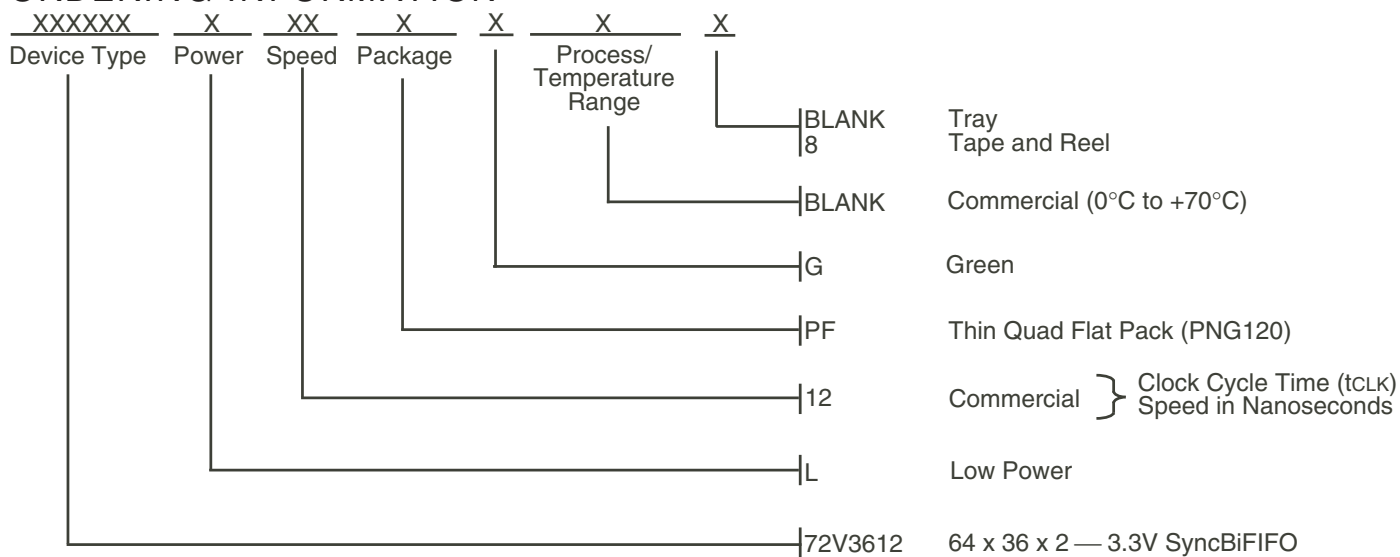 XXXXXX X XX X X X X
Device Type Power Speed Package Process/
Temperature
Range
BLANK Tray
8 Tape and Reel
BLANK Commercial (0°C to +70°C)
G Green
PF Thin Quad Flat Pack (PNG120)
12 Commercial } Clock Cycle Time (tCLK)
Speed in Nanoseconds
L Low Power
72V3612 64 x 36 x 2 — 3.3V SyncBiFIFO